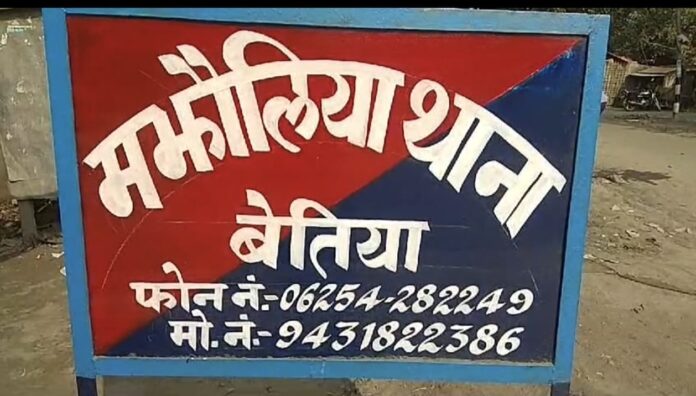 मझौलिया थाना
बेतिया
फोन नं:-06254-282249
मो. नं:-9431822386